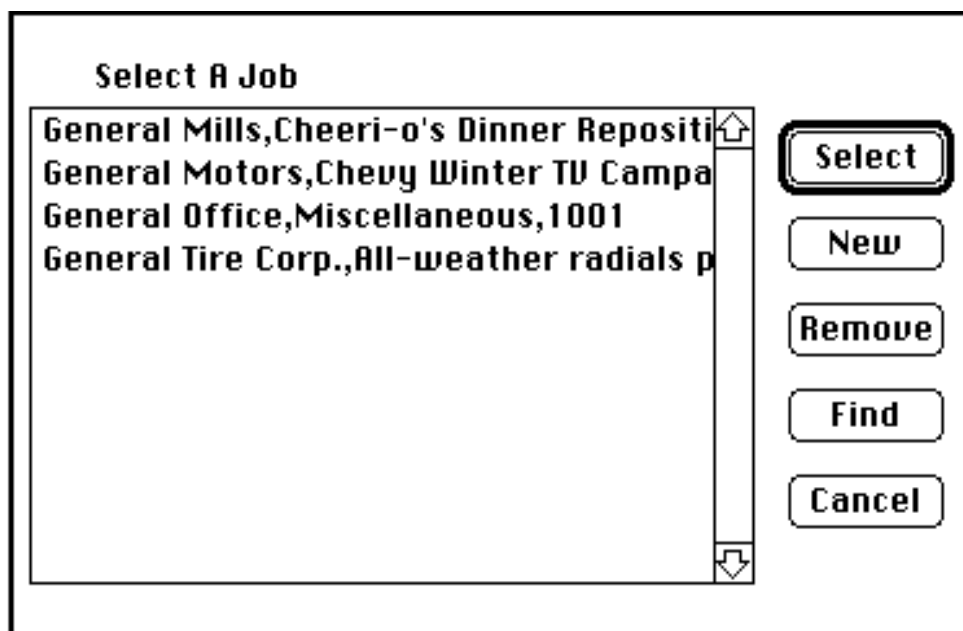 Select A Job
General Mills,Cheeri-o's Dinner Repositi
General Motors,Chevy Winter TV Campa
General Office,Miscellaneous,1001
General Tire Corp.,All-weather radials p
Select
New
Remove
Find
Cancel